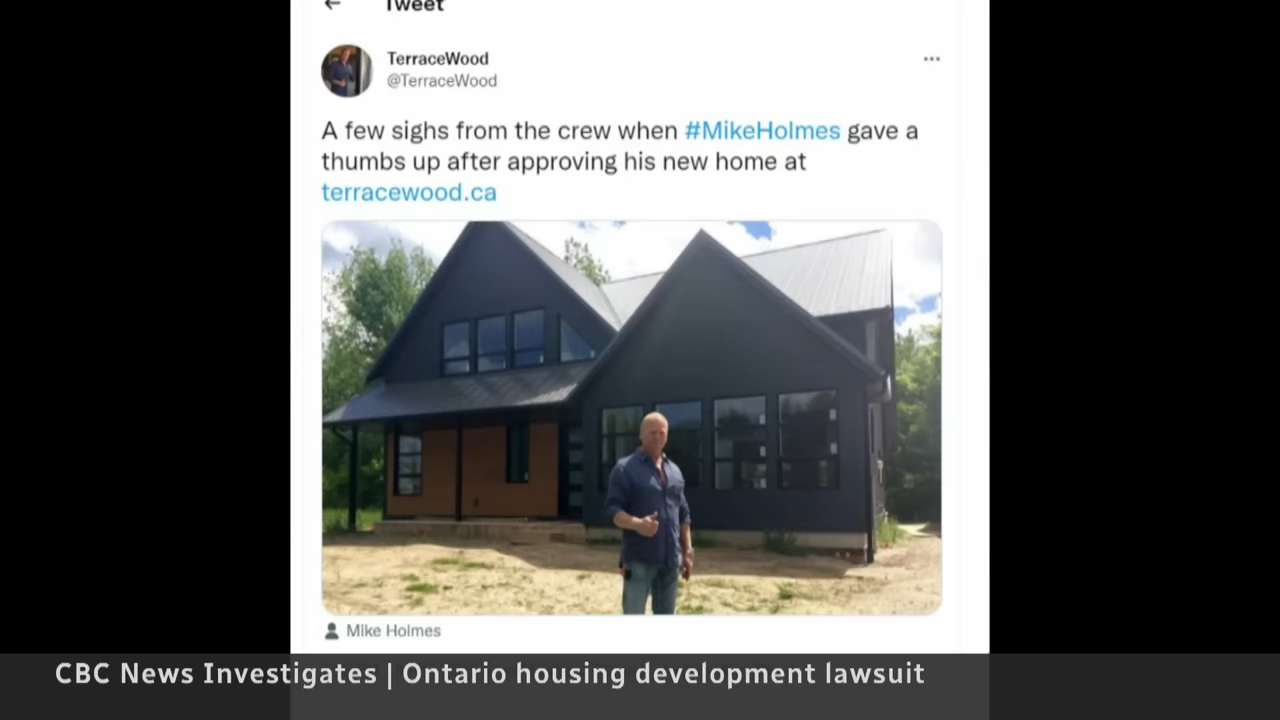 Tweet
TerraceWood
@TerraceWood
A few sighs from the crew when #MikeHolmes gave a
thumbs up after approving his new home at
terracewood.ca
Mike Holmes
CBC News Investigates | Ontario housing development lawsuit